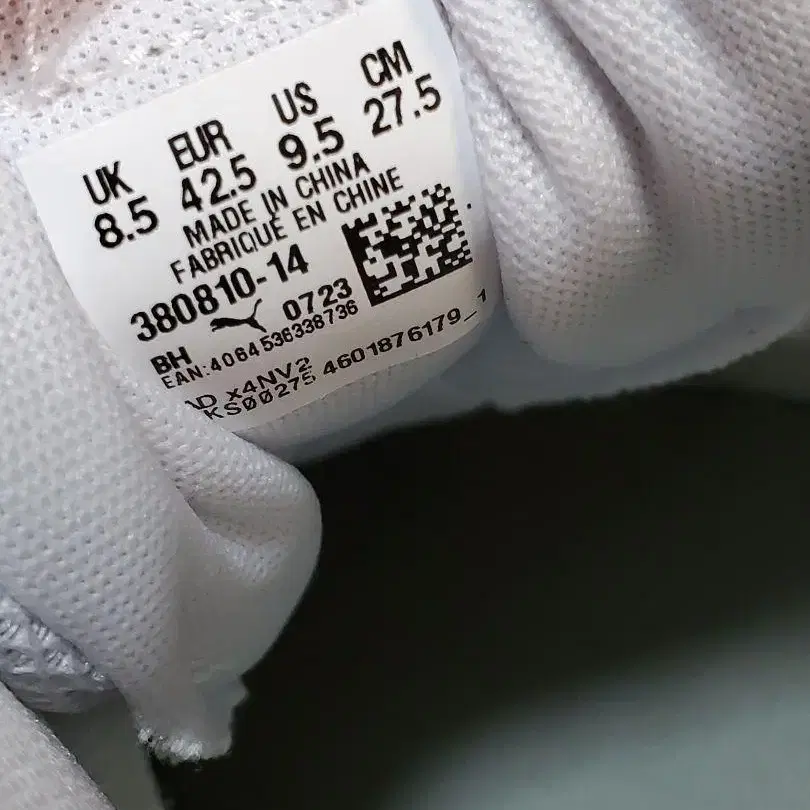 UK EUR US CM
8.5 42.5 9.5 27.5
MADE IN CHINA
FABRIQUÉ EN CHINE
380810-14
BH 0723
EAN:4064536338736
x4NV2
KS00275 4601876179_1